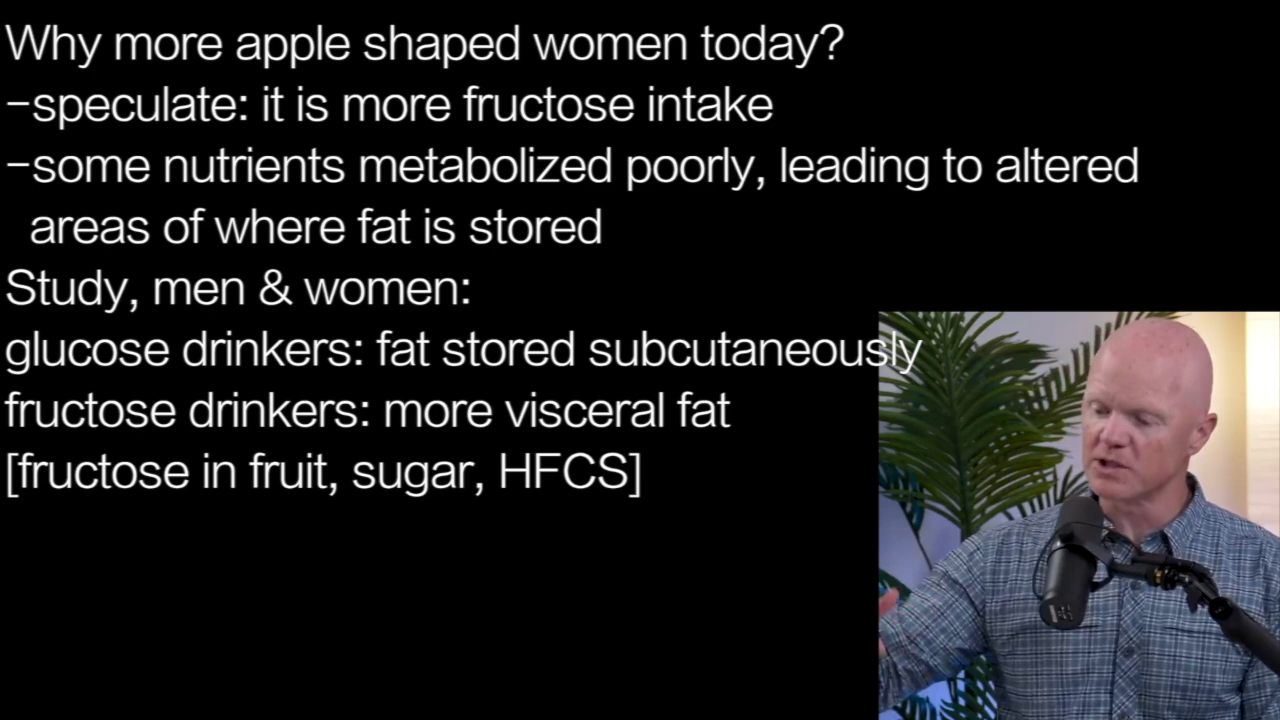 Why more apple shaped women today?
-speculate: it is more fructose intake
-some nutrients metabolized poorly, leading to altered
areas of where fat is stored
Study, men & women:
glucose drinkers: fat stored subcutaneously
fructose drinkers: more visceral fat
[fructose in fruit, sugar, HFCS]